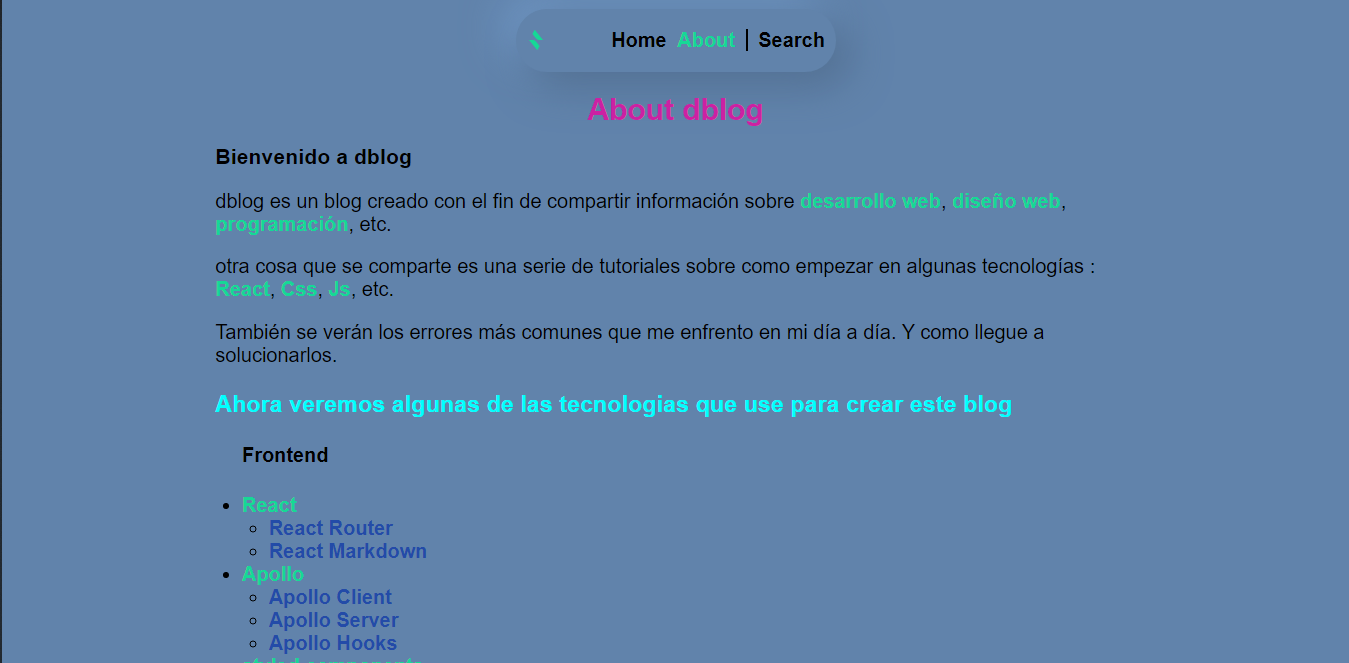 Home About | Search
About dblog
Bienvenido a dblog
dblog es un blog creado con el fin de compartir información sobre desarrollo web, diseño web,
programación, etc.
otra cosa que se comparte es una serie de tutoriales sobre como empezar en algunas tecnologías :
React, Css, Js, etc.
También se verán los errores más comunes que me enfrento en mi día a día. Y como llegue a
solucionarlos.
Ahora veremos algunas de las tecnologias que use para crear este blog
Frontend
React
React Router
React Markdown
Apollo
Apollo Client
Apollo Server
Apollo Hooks